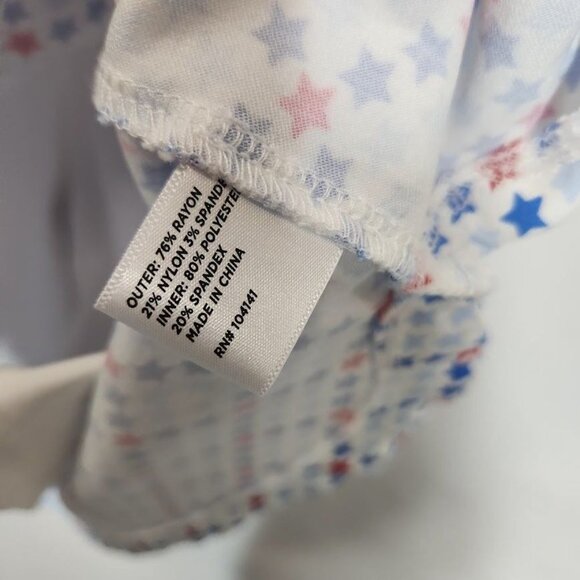 OUTER: 76% RAYON
21% NYLON 3% SPANDE
INNER: 80% POLYESTE
20% SPANDEX
MADE IN CHINA
RN# 104141